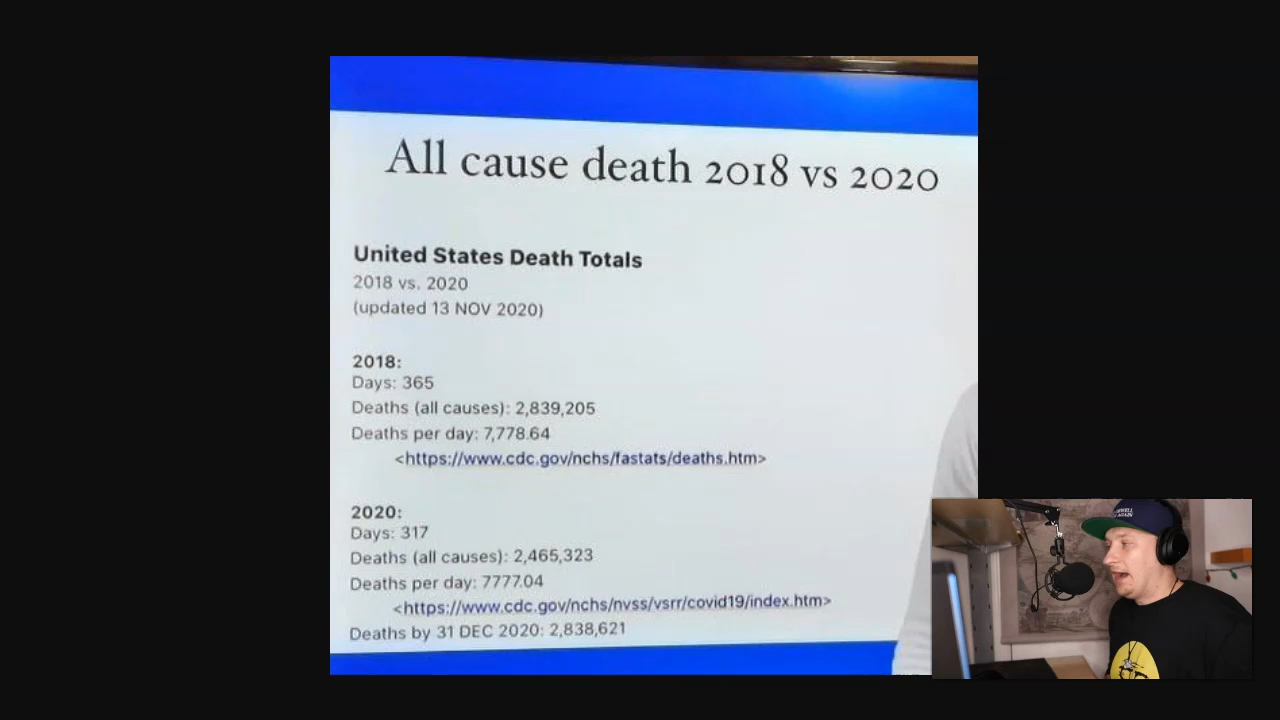 All cause death 2018 vs 2020
United States Death Totals
2018 vs. 2020
(updated 13 NOV 2020)
2018:
Days: 365
Deaths (all causes): 2,839,205
Deaths per day: 7,778.64
<https://www.cdc.gov/nchs/fastats/deaths.htm>
2020:
Days: 317
Deaths (all causes): 2,465,323
Deaths per day: 7777.04
<https://www.cdc.gov/nchs/nvss/vsrr/covid19/index.htm>
Deaths by 31 DEC 2020: 2,838,621